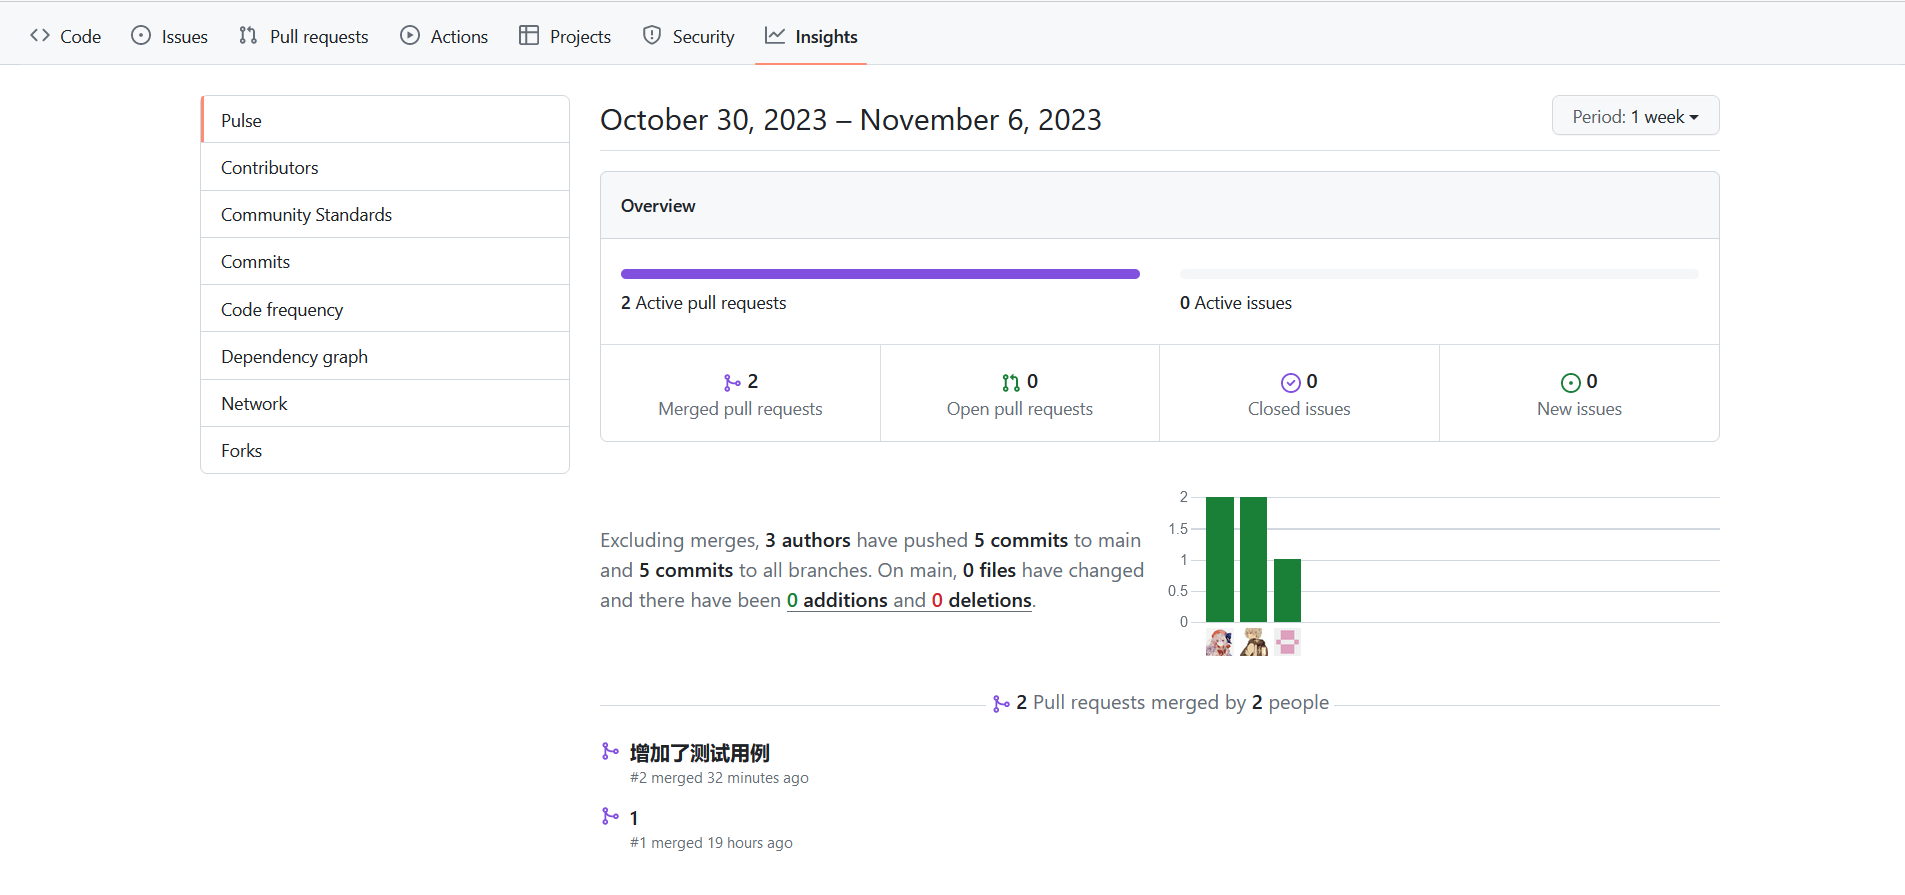 Code Issues Pull requests Actions Projects Security Insights
Pulse
Contributors
Community Standards
Commits
Code frequency
Dependency graph
Network
Forks
October 30, 2023 – November 6, 2023
Period: 1 week
Overview
2 Active pull requests
0 Active issues
2
Merged pull requests
0
Open pull requests
0
Closed issues
0
New issues
Excluding merges, 3 authors have pushed 5 commits to main
and 5 commits to all branches. On main, 0 files have changed
and there have been 0 additions and 0 deletions.
2
1.5
1
0.5
0
2 Pull requests merged by 2 people
增加了测试用例
#2 merged 32 minutes ago
1
#1 merged 19 hours ago